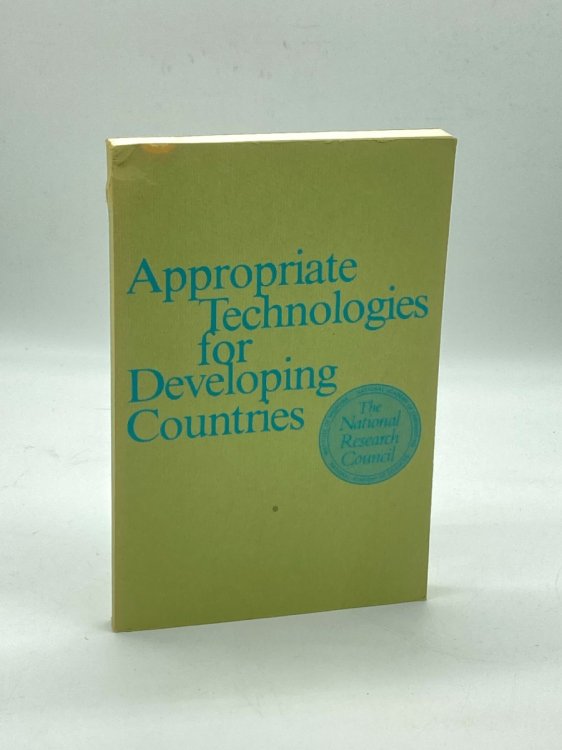 Appropriate
Technologies
for
Developing
Countries
The
National
Research
Council